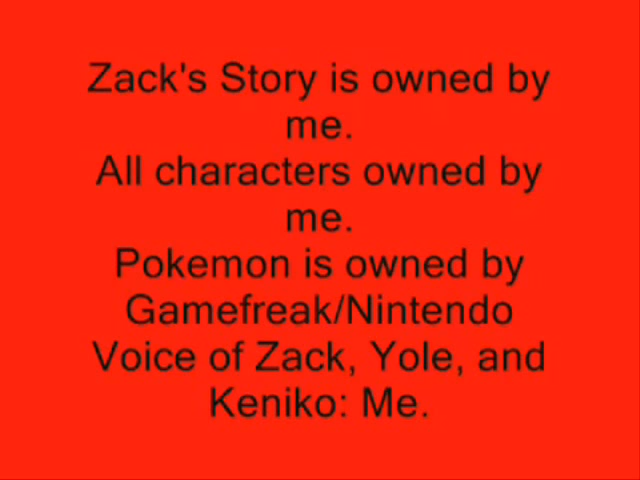 Zack's Story is owned by
me.
All characters owned by
me.
Pokemon is owned by
Gamefreak/Nintendo
Voice of Zack, Yole, and
Keniko: Me.